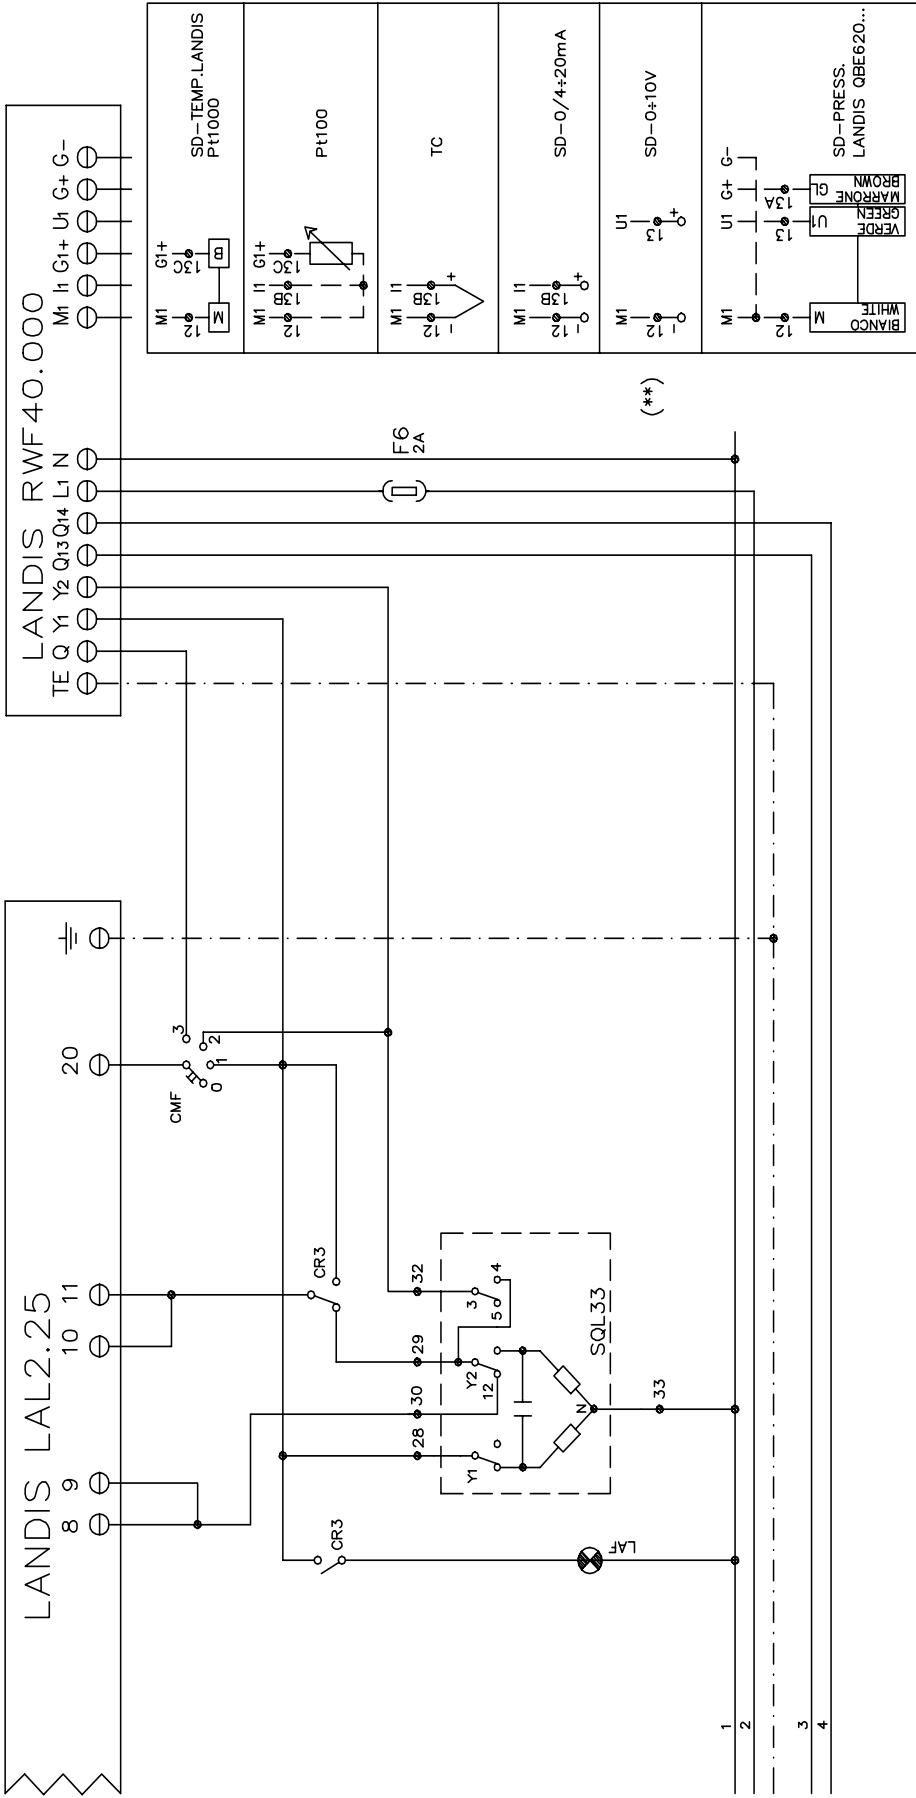 LANDIS LAL2.25
8
9
10
11
20
LANDIS RWF40.000
TE
Q
Y1
Y2
Q13
Q14
L1
N
M1
I1
G1+
U1
G+
G-
CMF
0
1
2
3
CR3
CR3
28
30
29
32
Y1
Y2
12
3
5
4
N
SQL33
33
LAF
F6
2A
(**)
1
2
3
4
SD-TEMP.LANDIS
Pt1000
M1
G1+
12
13C
M
B
Pt100
M1
I1
G1+
12
13B
13C
TC
M1
I1
12
13B
-
+
SD-0/4÷20mA
M1
I1
12
13B
-
+
SD-0÷10V
M1
U1
12
13
-
+
SD-PRESS.
LANDIS QBE620...
M1
U1
G+
G-
12
13
13A
M
U1
GL
BIANCO
WHITE
VERDE
GREEN
MARRONE
BROWN